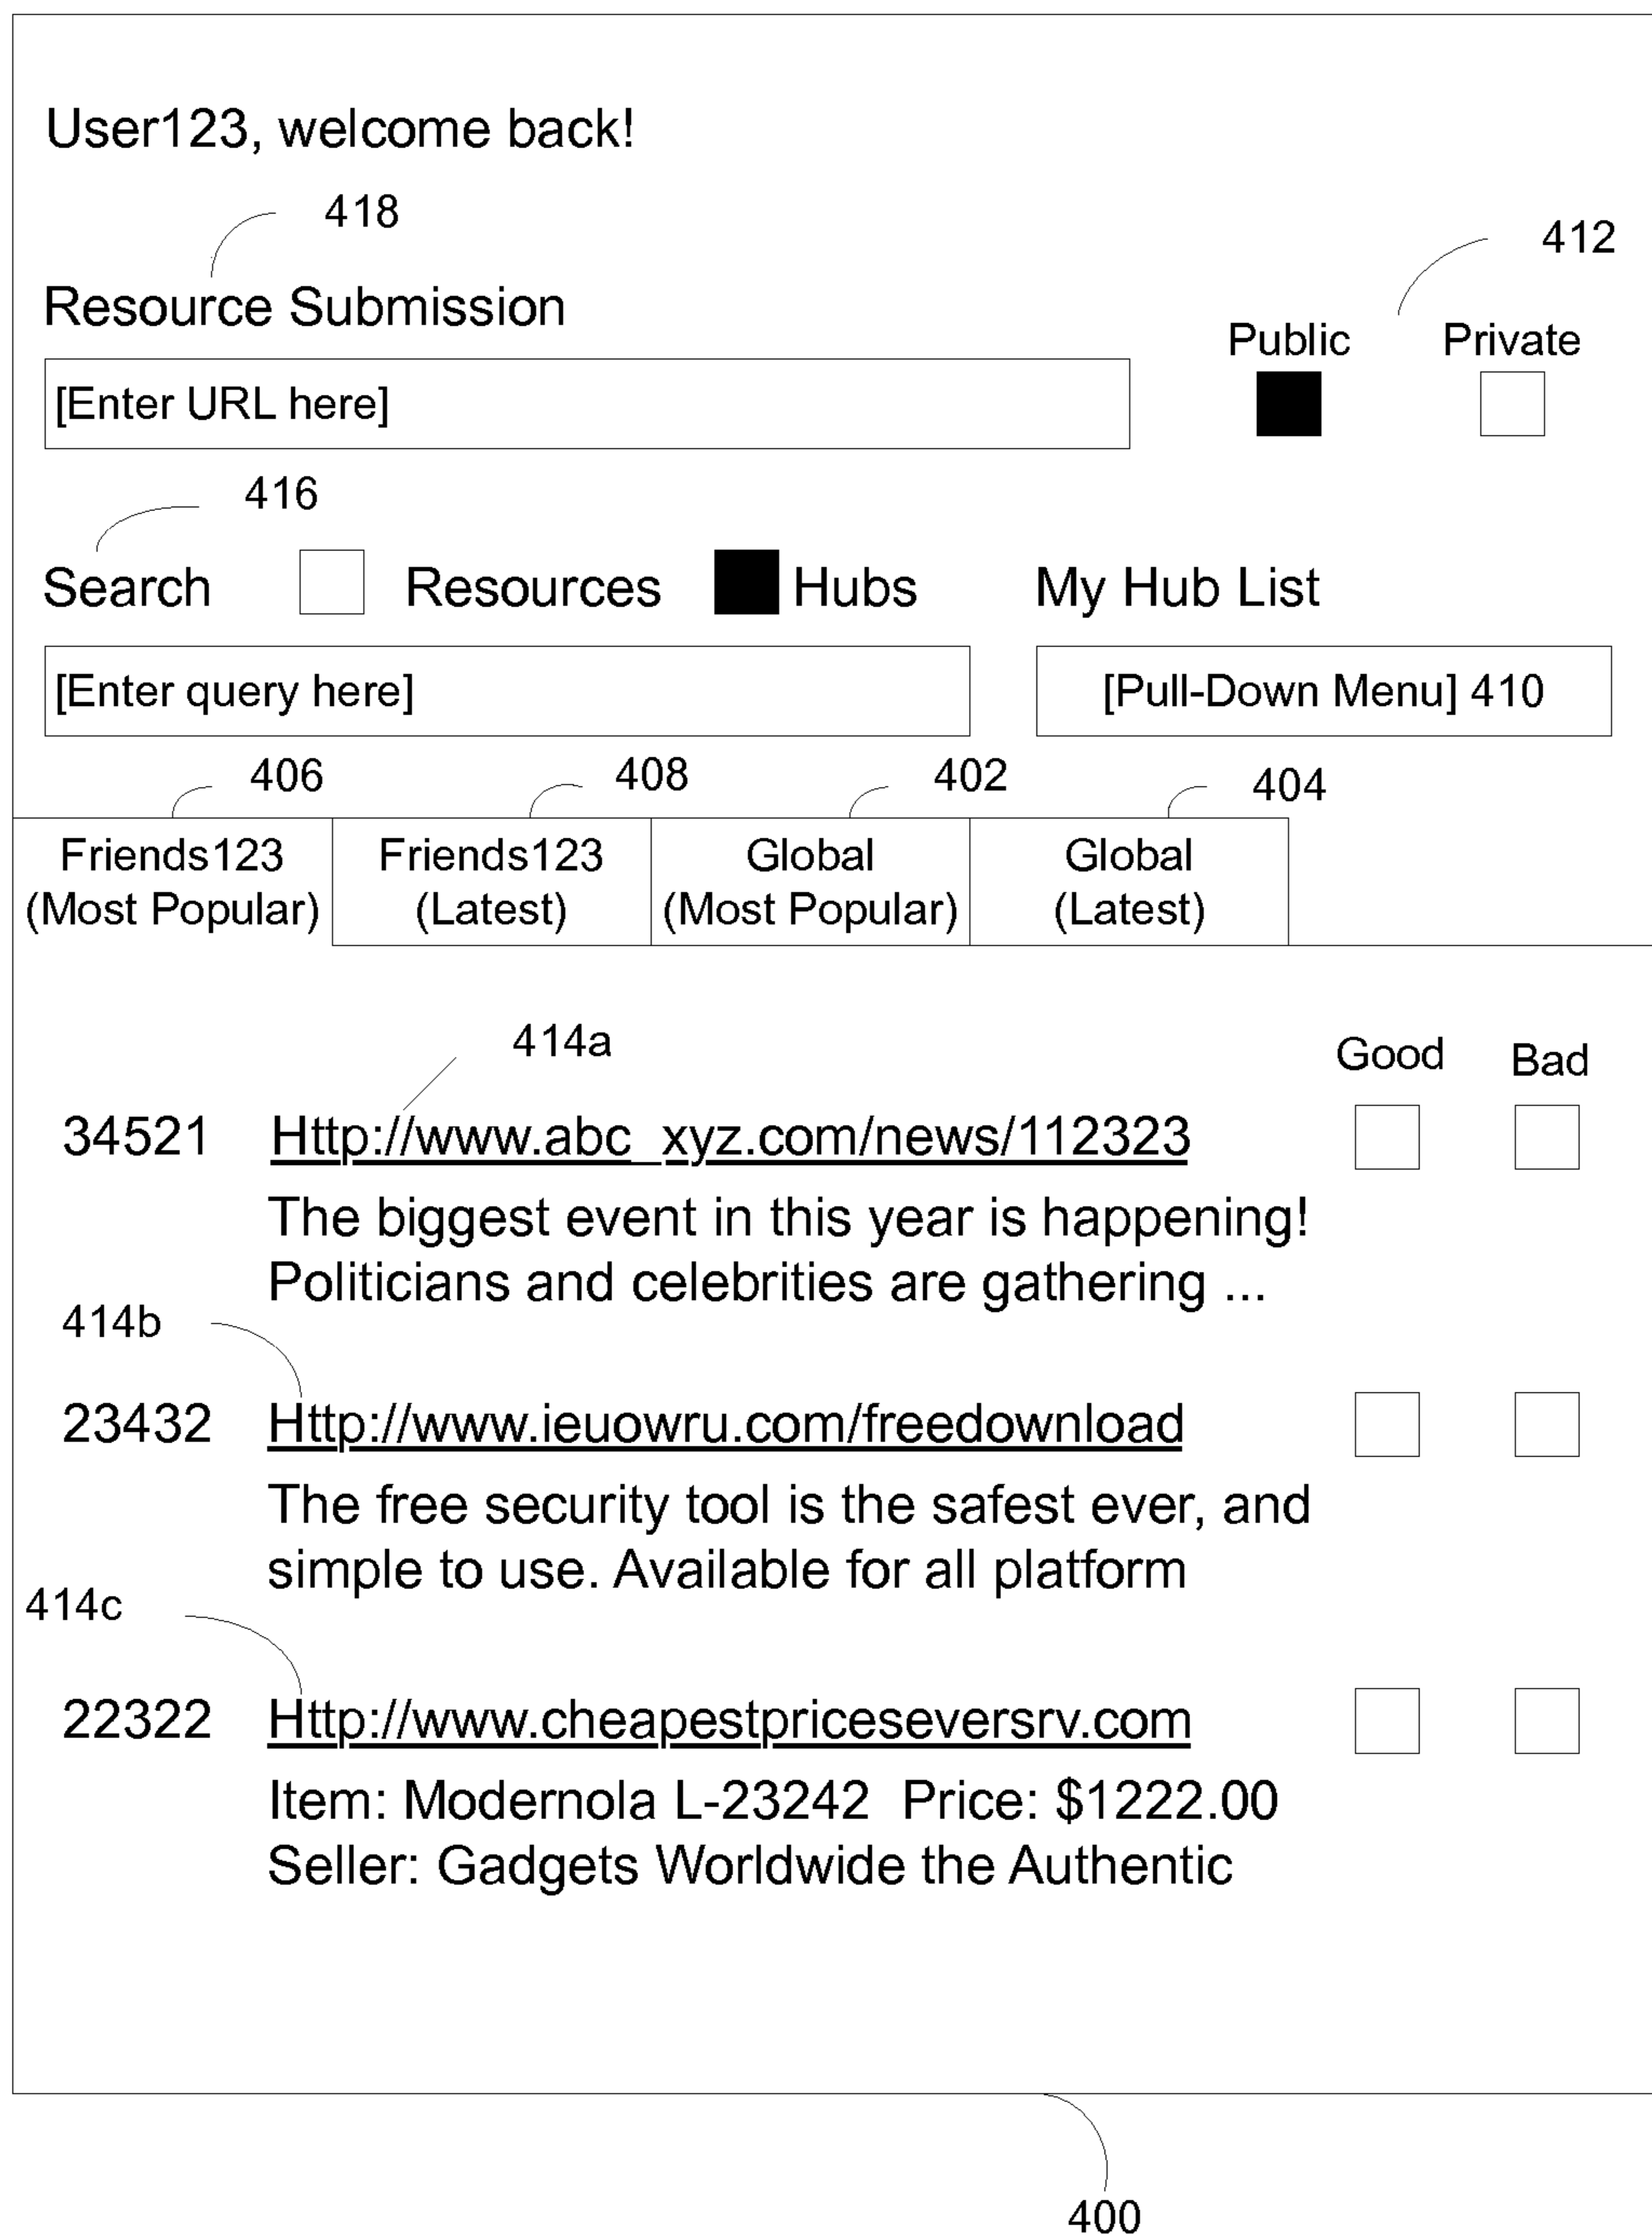 User123, welcome back!
418
412
Resource Submission
Public Private
[Enter URL here]
416
Search Resources Hubs My Hub List
[Enter query here] [Pull-Down Menu] 410
406 408 402 404
Friends123 Friends123 Global Global
(Most Popular) (Latest) (Most Popular) (Latest)
414a Good Bad
34521 Http://www.abc_xyz.com/news/112323
The biggest event in this year is happening!
Politicians and celebrities are gathering ...
414b
23432 Http://www.ieuowru.com/freedownload
The free security tool is the safest ever, and
simple to use. Available for all platform
414c
22322 Http://www.cheapestpriceseversrv.com
Item: Modernola L-23242 Price: $1222.00
Seller: Gadgets Worldwide the Authentic
400